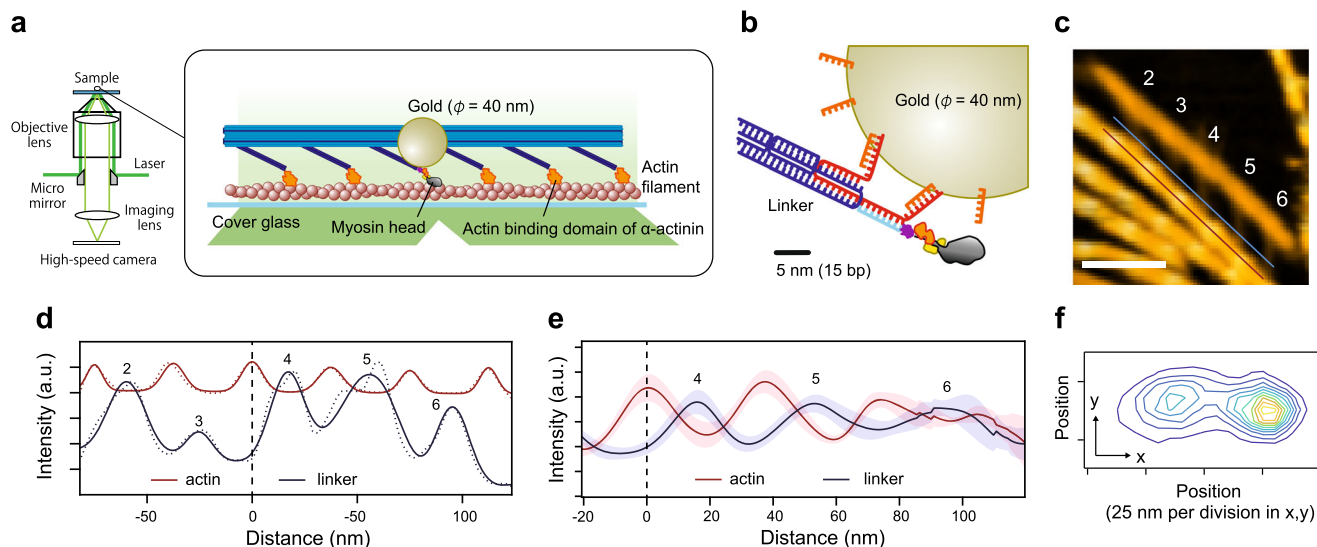 a
Sample
Objective
lens
Laser
Micro
mirror
Imaging
lens
High-speed camera
Gold (ϕ = 40 nm)
Actin
filament
Cover glass
Myosin head
Actin binding domain of α-actinin
b
Gold (ϕ = 40 nm)
Linker
5 nm (15 bp)
c
2
3
4
5
6
d
Intensity (a.u.)
2
3
4
5
6
actin
linker
-50
0
-50
100
Distance (nm)
e
Intensity (a.u.)
4
5
6
actin
linker
-20
0
20
40
60
80
100
Distance (nm)
f
Position
y
x
Position
(25 nm per division in x,y)